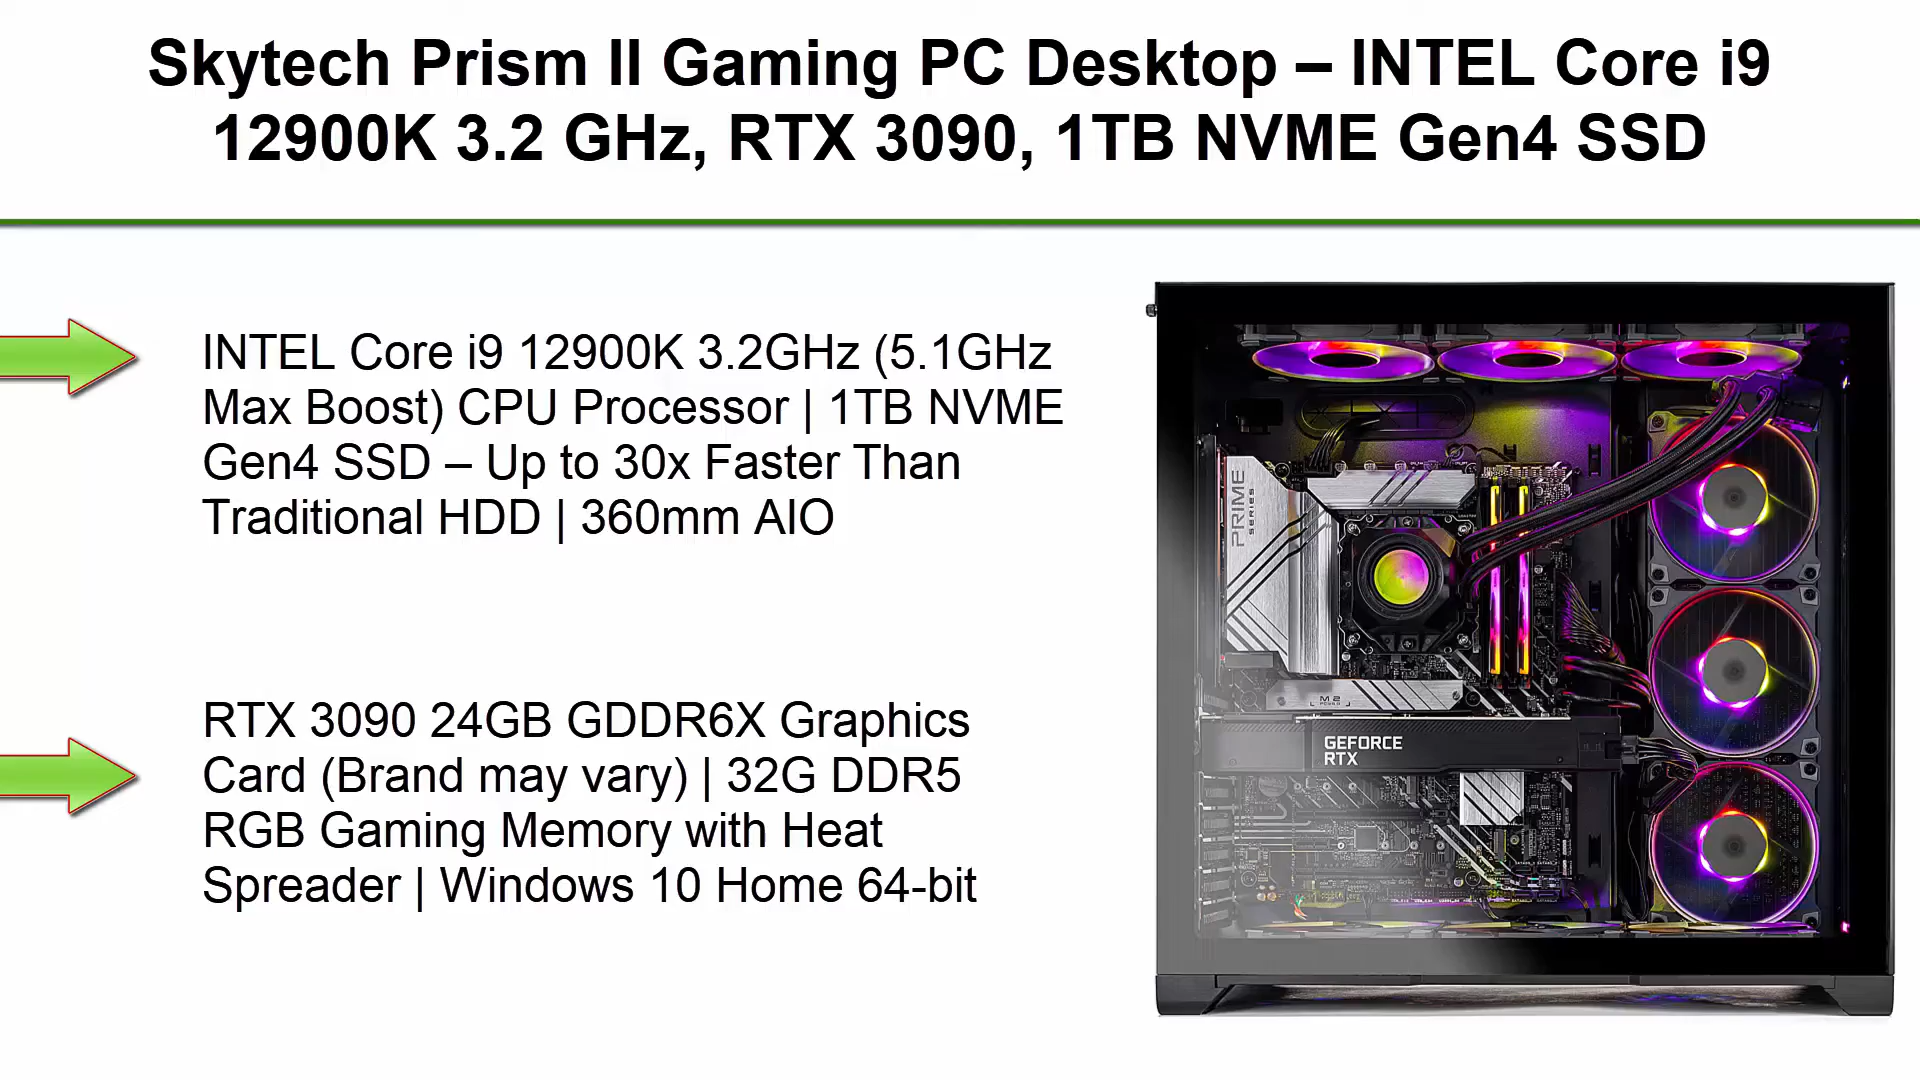 Skytech Prism II Gaming PC Desktop – INTEL Core i9
12900K 3.2 GHz, RTX 3090, 1TB NVME Gen4 SSD
INTEL Core i9 12900K 3.2GHz (5.1GHz
Max Boost) CPU Processor | 1TB NVME
Gen4 SSD – Up to 30x Faster Than
Traditional HDD | 360mm AIO
RTX 3090 24GB GDDR6X Graphics
Card (Brand may vary) | 32G DDR5
RGB Gaming Memory with Heat
Spreader | Windows 10 Home 64-bit
PRIME
SERIES
M.2
GEFORCE
RTX